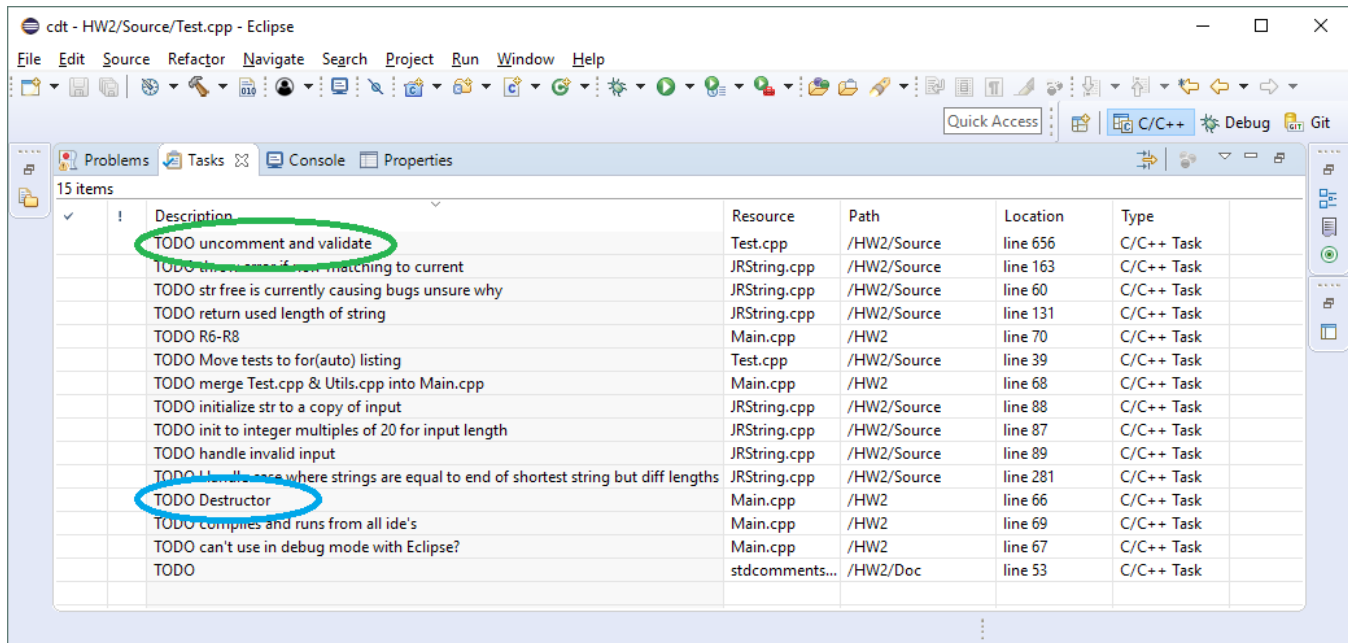 cdt - HW2/Source/Test.cpp - Eclipse
File Edit Source Refactor Navigate Search Project Run Window Help
010
Quick Access C/C++ Debug GIT Git
Problems Tasks Console Properties
15 items
! Description Resource Path Location Type
TODO uncomment and validate Test.cpp /HW2/Source line 656 C/C++ Task
TODO throw error if new matching to current JRString.cpp /HW2/Source line 163 C/C++ Task
TODO str free is currently causing bugs unsure why JRString.cpp /HW2/Source line 60 C/C++ Task
TODO return used length of string JRString.cpp /HW2/Source line 131 C/C++ Task
TODO R6-R8 Main.cpp /HW2 line 70 C/C++ Task
TODO Move tests to for(auto) listing Test.cpp /HW2/Source line 39 C/C++ Task
TODO merge Test.cpp & Utils.cpp into Main.cpp Main.cpp /HW2 line 68 C/C++ Task
TODO initialize str to a copy of input JRString.cpp /HW2/Source line 88 C/C++ Task
TODO init to integer multiples of 20 for input length JRString.cpp /HW2/Source line 87 C/C++ Task
TODO handle invalid input JRString.cpp /HW2/Source line 89 C/C++ Task
TODO Handle case where strings are equal to end of shortest string but diff lengths JRString.cpp /HW2/Source line 281 C/C++ Task
TODO Destructor Main.cpp /HW2 line 66 C/C++ Task
TODO compiles and runs from all ide's Main.cpp /HW2 line 69 C/C++ Task
TODO can't use in debug mode with Eclipse? Main.cpp /HW2 line 67 C/C++ Task
TODO stdcomments... /HW2/Doc line 53 C/C++ Task